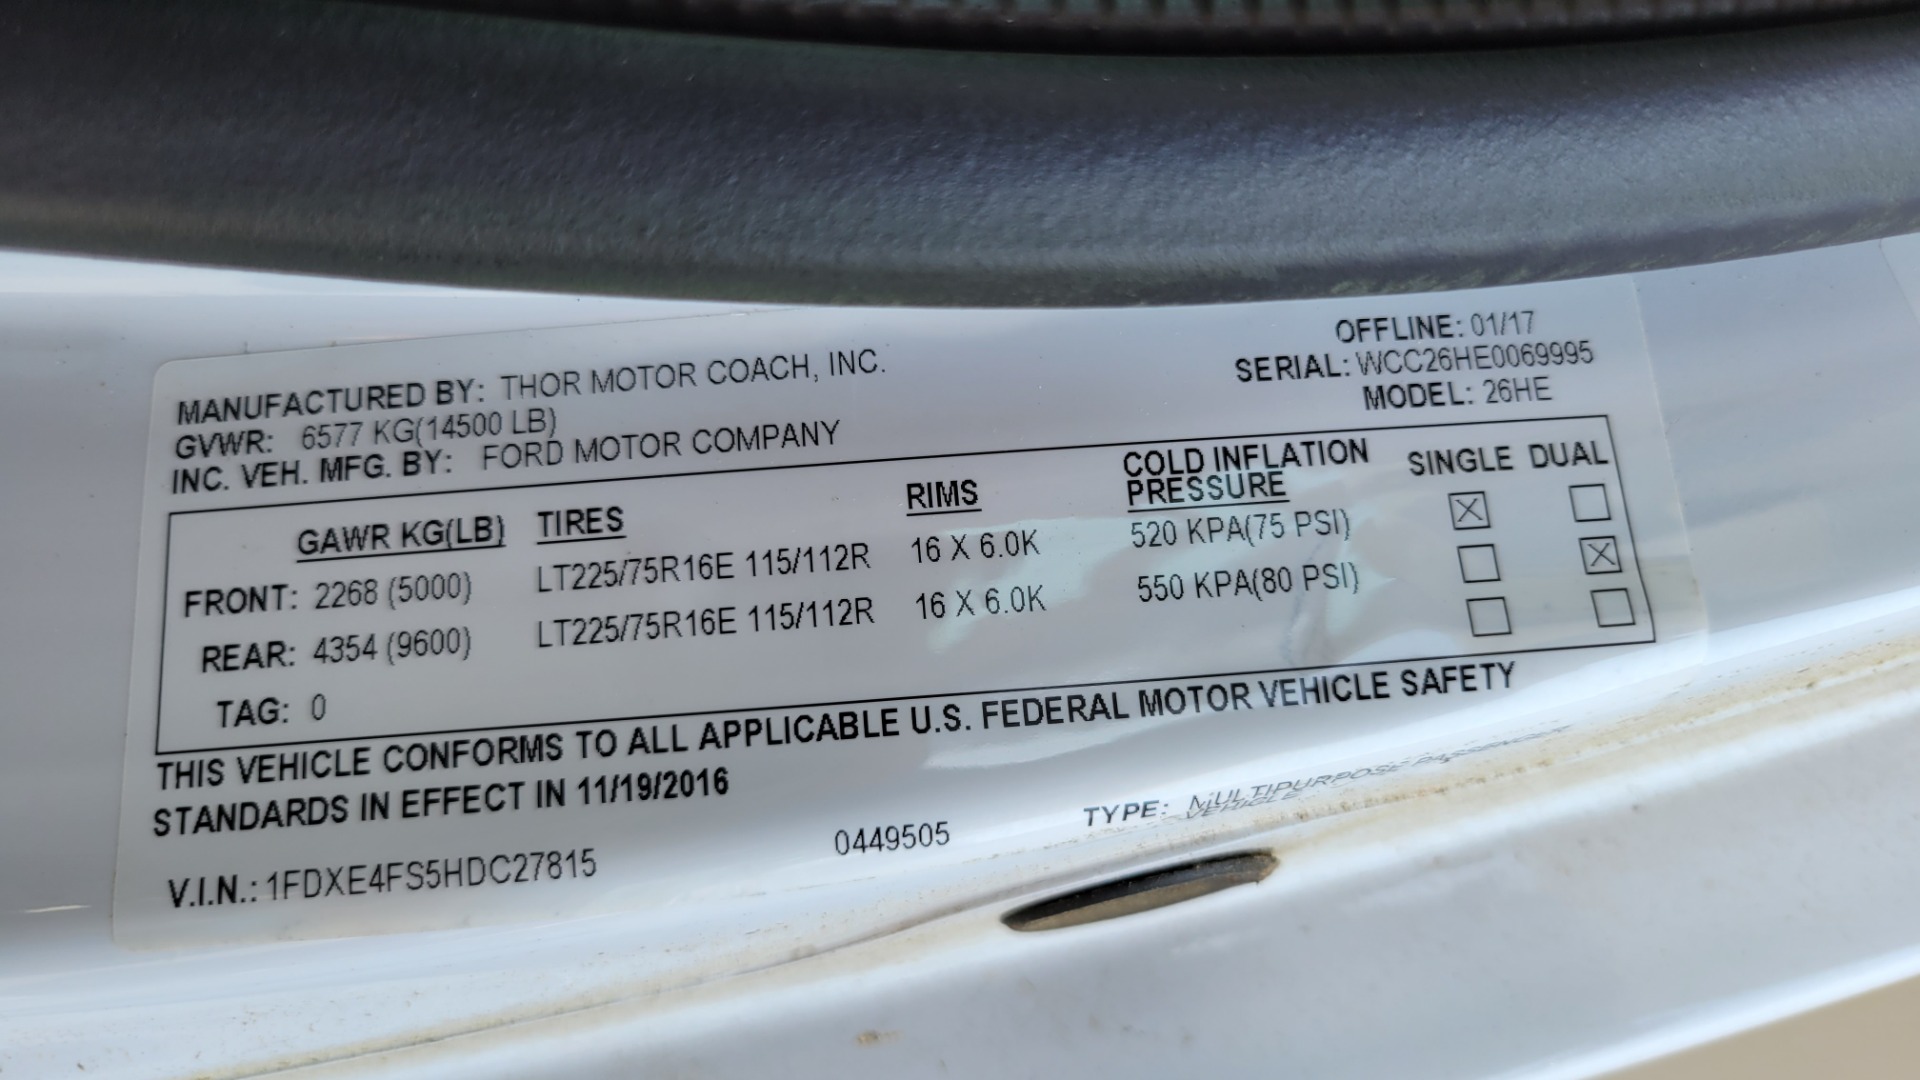 MANUFACTURED BY: THOR MOTOR COACH, INC.
OFFLINE: 01/17
GVWR: 6577 KG(14500 LB)
SERIAL: WCC26HE0069995
INC. VEH. MFG. BY: FORD MOTOR COMPANY
MODEL: 26HE
GAWR KG(LB) TIRES RIMS COLD INFLATION PRESSURE SINGLE DUAL
FRONT: 2268 (5000) LT225/75R16E 115/112R 16 X 6.0K 520 KPA(75 PSI) ☒ ☐
REAR: 4354 (9600) LT225/75R16E 115/112R 16 X 6.0K 550 KPA(80 PSI) ☐ ☒
TAG: 0 ☐ ☐
THIS VEHICLE CONFORMS TO ALL APPLICABLE U.S. FEDERAL MOTOR VEHICLE SAFETY
STANDARDS IN EFFECT IN 11/19/2016
V.I.N.: 1FDXE4FS5HDC27815 0449505 TYPE: MULTIPURPOSE PASSENGER
VEHICLE